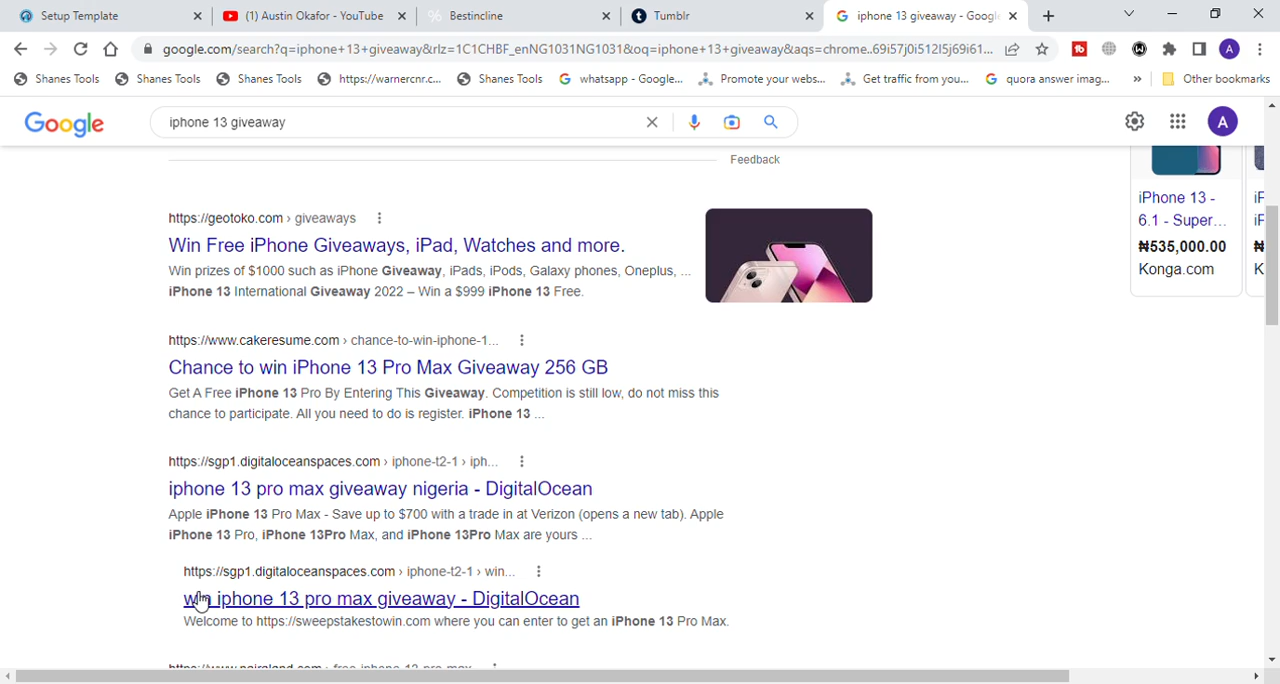 Setup Template
(1) Austin Okafor - YouTube
Bestincline
Tumblr
iphone 13 giveaway - Google
google.com/search?q=iphone+13+giveaway&rlz=1C1CHBF_enNG1031NG1031&oq=iphone+13+giveaway&aqs=chrome..69i57j0i512l5j69i61...
A
Shanes Tools
Shanes Tools
Shanes Tools
https://warnercnr.c...
Shanes Tools
whatsapp - Google...
Promote your webs...
Get traffic from you...
quora answer imag...
»
Other bookmarks
Google
iphone 13 giveaway
A
Feedback
https://geotoko.com › giveaways
Win Free iPhone Giveaways, iPad, Watches and more.
Win prizes of $1000 such as iPhone Giveaway, iPads, iPods, Galaxy phones, Oneplus, ...
iPhone 13 International Giveaway 2022 – Win a $999 iPhone 13 Free.
iPhone 13 -
6.1 - Super...
₦535,000.00
Konga.com
https://www.cakeresume.com › chance-to-win-iphone-1...
Chance to win iPhone 13 Pro Max Giveaway 256 GB
Get A Free iPhone 13 Pro By Entering This Giveaway. Competition is still low, do not miss this
chance to participate. All you need to do is register. iPhone 13 ...
https://sgp1.digitaloceanspaces.com › iphone-t2-1 › iph...
iphone 13 pro max giveaway nigeria - DigitalOcean
Apple iPhone 13 Pro Max - Save up to $700 with a trade in at Verizon (opens a new tab). Apple
iPhone 13 Pro, iPhone 13Pro Max, and iPhone 13Pro Max are yours ...
https://sgp1.digitaloceanspaces.com › iphone-t2-1 › win...
win iphone 13 pro max giveaway - DigitalOcean
Welcome to https://sweepstakestowin.com where you can enter to get an iPhone 13 Pro Max.
https://www.nairaland.com › free-iphone-13-pro-max...